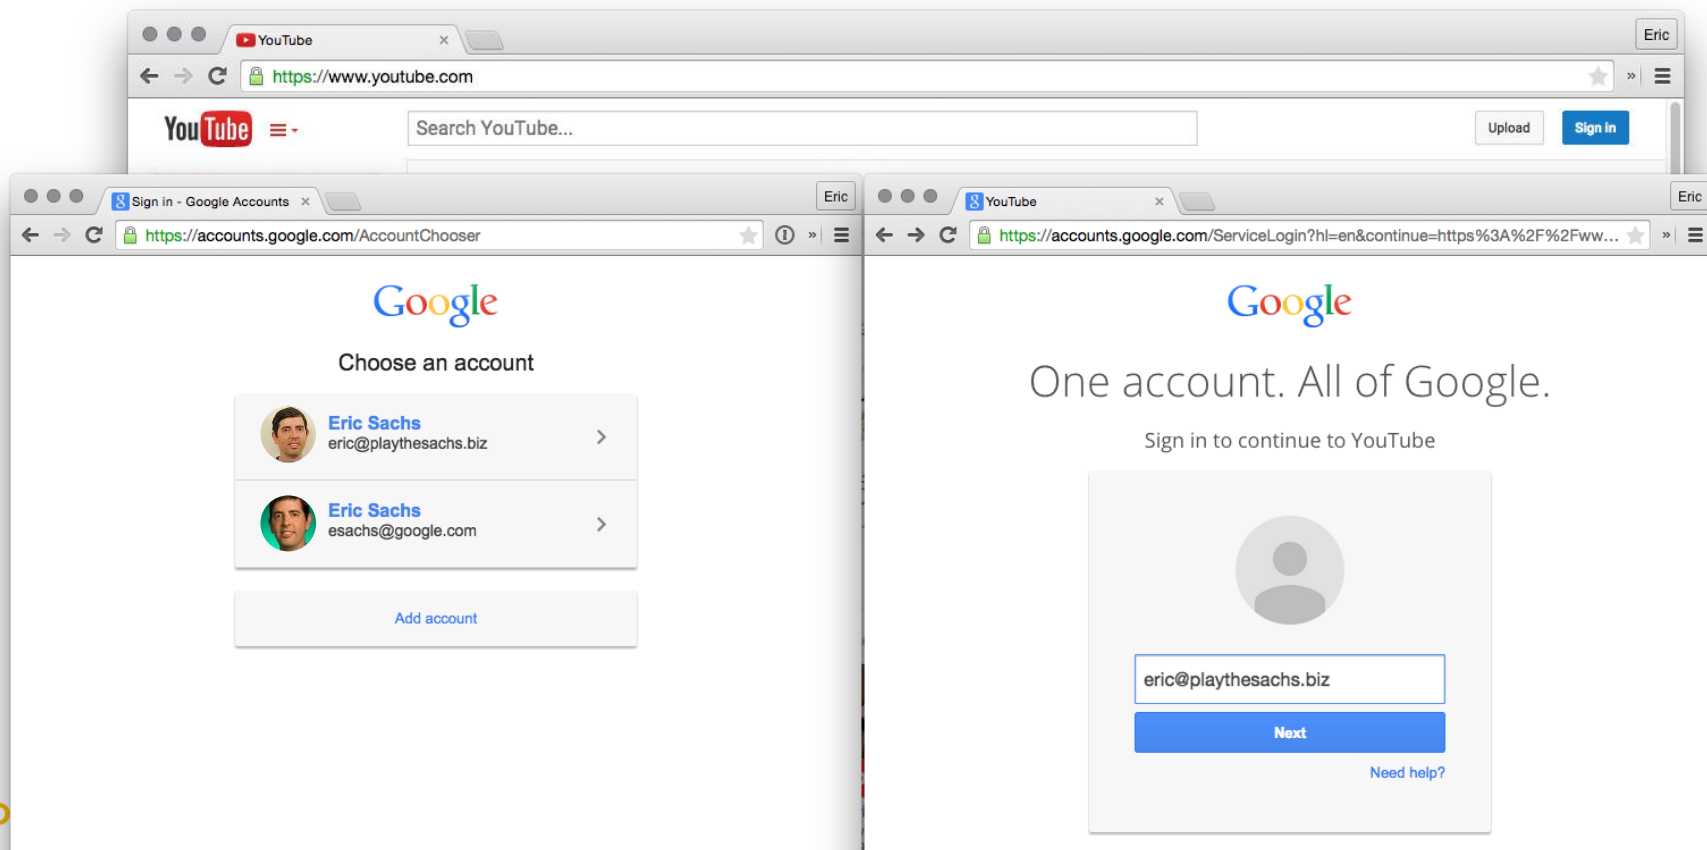 YouTube
Eric
https://www.youtube.com
»
YouTube
Search YouTube...
Upload
Sign in
Sign in - Google Accounts
Eric
https://accounts.google.com/AccountChooser
»
Google
Choose an account
Eric Sachs
eric@playthesachs.biz
Eric Sachs
esachs@google.com
Add account
YouTube
Eric
https://accounts.google.com/ServiceLogin?hl=en&continue=https%3A%2F%2Fww...
»
Google
One account. All of Google.
Sign in to continue to YouTube
eric@playthesachs.biz
Next
Need help?